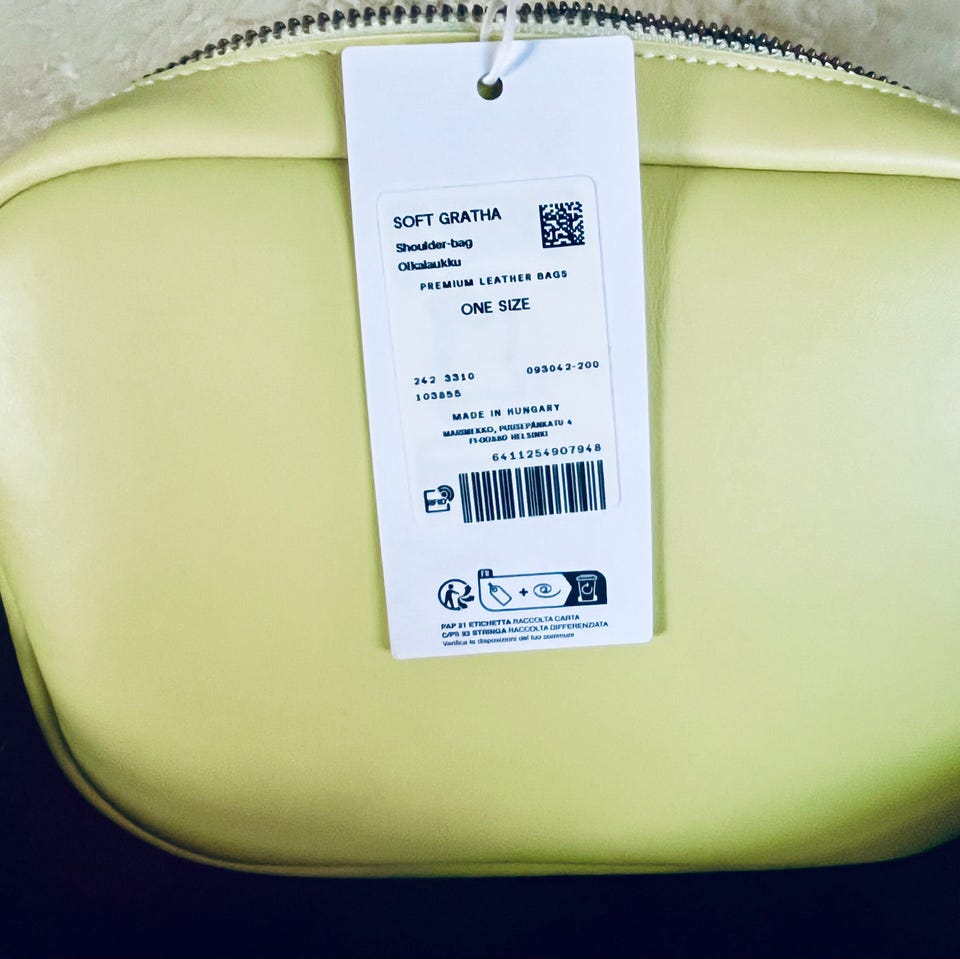 SOFT GRATHA
Shoulder-bag
Olkalaukku
PREMIUM LEATHER BAGS
ONE SIZE
242 3310 093042-200
103855
MADE IN HUNGARY
MARIMEKKO, PUUSEPÄNKATU 4
FI-00880 HELSINKI
6411254907948
RFID
FR
+
PAP 21 ETICHETTA RACCOLTA CARTA
C/PS 93 STRINGA RACCOLTA DIFFERENZIATA
Verifica le disposizioni del tuo commune